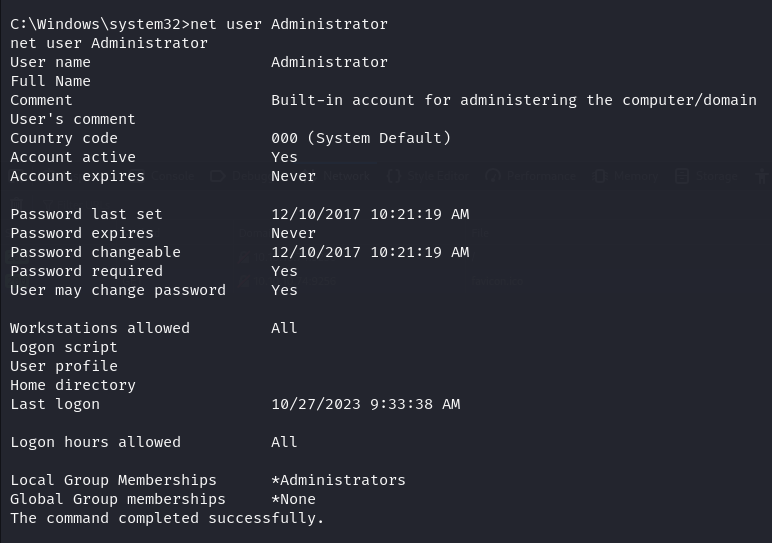 C:\Windows\system32>net user Administrator
net user Administrator
User name                    Administrator
Full Name
Comment                      Built-in account for administering the computer/domain
User's comment
Country code                 000 (System Default)
Account active               Yes
Account expires              Never

Password last set            12/10/2017 10:21:19 AM
Password expires             Never
Password changeable          12/10/2017 10:21:19 AM
Password required            Yes
User may change password     Yes

Workstations allowed         All
Logon script
User profile
Home directory
Last logon                   10/27/2023 9:33:38 AM

Logon hours allowed          All

Local Group Memberships      *Administrators
Global Group memberships     *None
The command completed successfully.